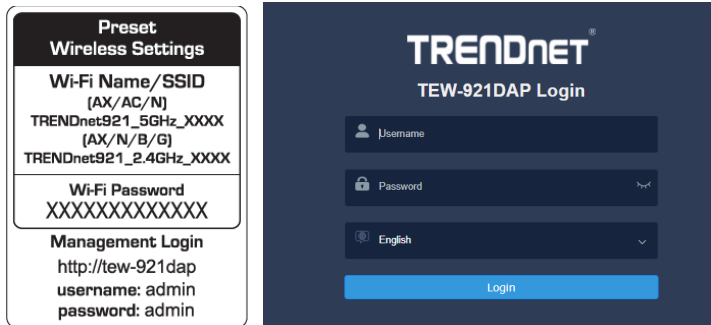 Preset
Wireless Settings
Wi-Fi Name/SSID
(AX/AC/N)
TRENDnet921_5GHz_XXXX
(AX/N/B/G)
TRENDnet921_2.4GHz_XXXX
Wi-Fi Password
XXXXXXXXXXXXX
Management Login
http://tew-921dap
username: admin
password: admin
TRENDNET®
TEW-921DAP Login
Username
Password
English
Login